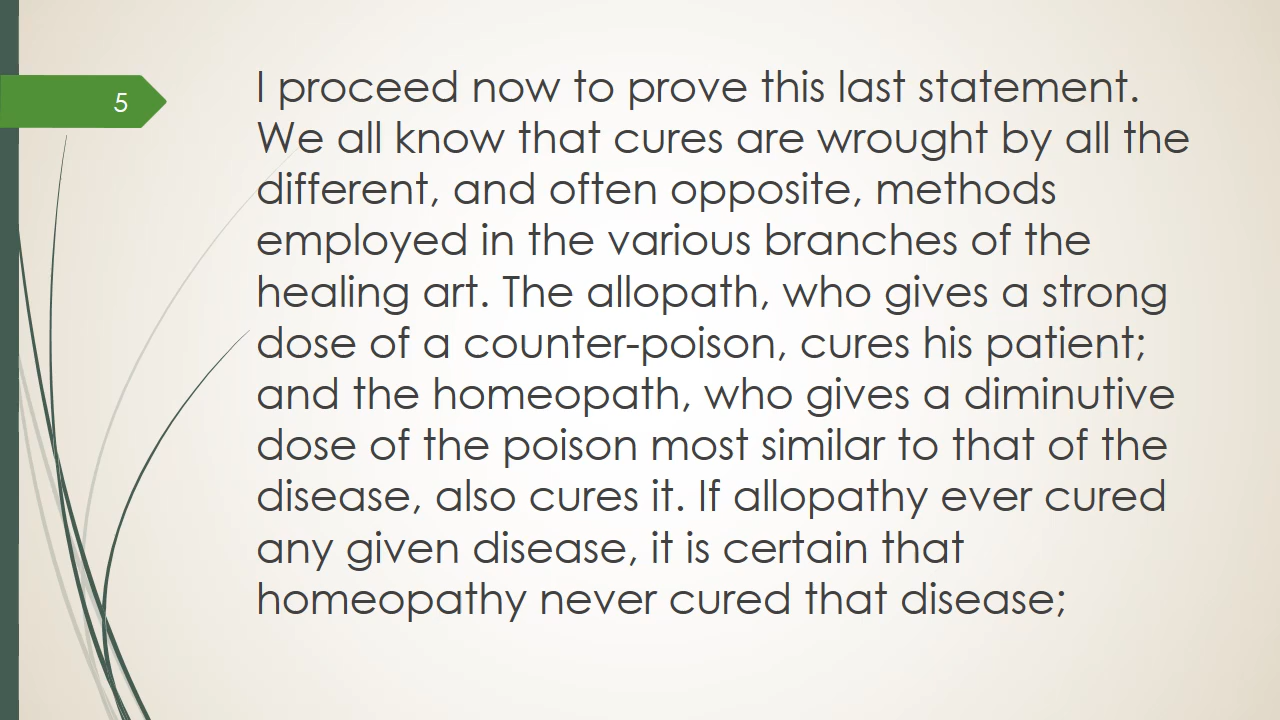 5
I proceed now to prove this last statement.
We all know that cures are wrought by all the
different, and often opposite, methods
employed in the various branches of the
healing art. The allopath, who gives a strong
dose of a counter-poison, cures his patient;
and the homeopath, who gives a diminutive
dose of the poison most similar to that of the
disease, also cures it. If allopathy ever cured
any given disease, it is certain that
homeopathy never cured that disease;